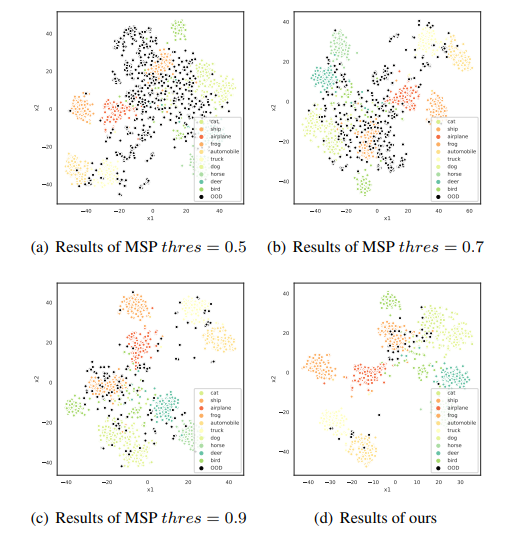 40
20
0
−20
−40
x2
−40
−20
0
20
40
x1
cat
ship
airplane
frog
automobile
truck
dog
horse
deer
bird
OOD
40
20
0
−20
−40
x2
−40
−20
0
20
40
60
x1
cat
ship
airplane
frog
automobile
truck
dog
horse
deer
bird
OOD
(a) Results of MSP thres = 0.5
(b) Results of MSP thres = 0.7
40
20
0
−20
−40
x2
−40
−20
0
20
40
x1
cat
ship
airplane
frog
automobile
truck
dog
horse
deer
bird
OOD
40
20
0
−20
−40
x2
−40
−30
−20
−10
0
10
20
30
x1
cat
ship
airplane
frog
automobile
truck
dog
horse
deer
bird
OOD
(c) Results of MSP thres = 0.9
(d) Results of ours